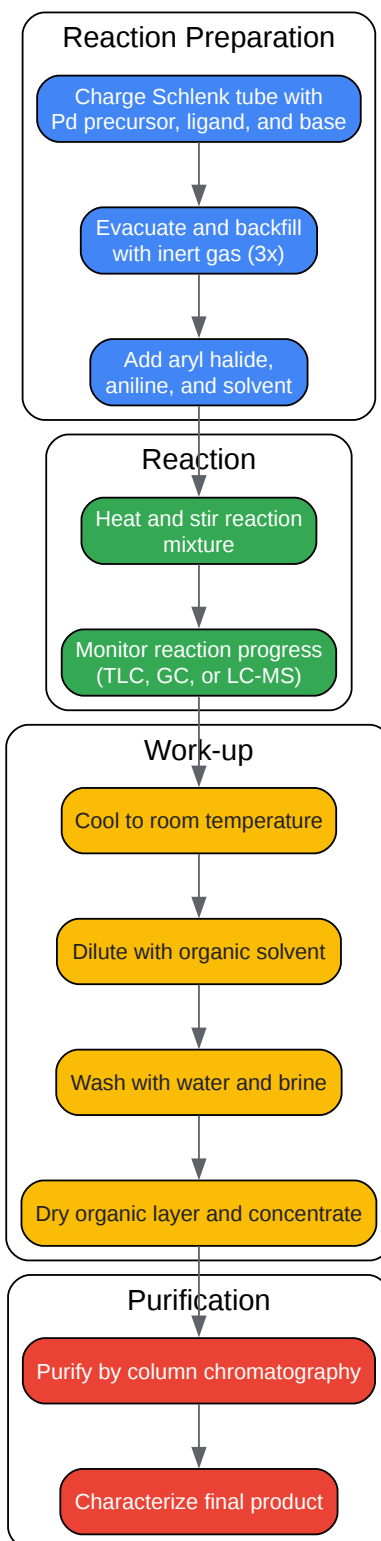 Reaction Preparation
Charge Schlenk tube with
Pd precursor, ligand, and base
Evacuate and backfill
with inert gas (3x)
Add aryl halide,
aniline, and solvent
Reaction
Heat and stir reaction
mixture
Monitor reaction progress
(TLC, GC, or LC-MS)
Work-up
Cool to room temperature
Dilute with organic solvent
Wash with water and brine
Dry organic layer and concentrate
Purification
Purify by column chromatography
Characterize final product